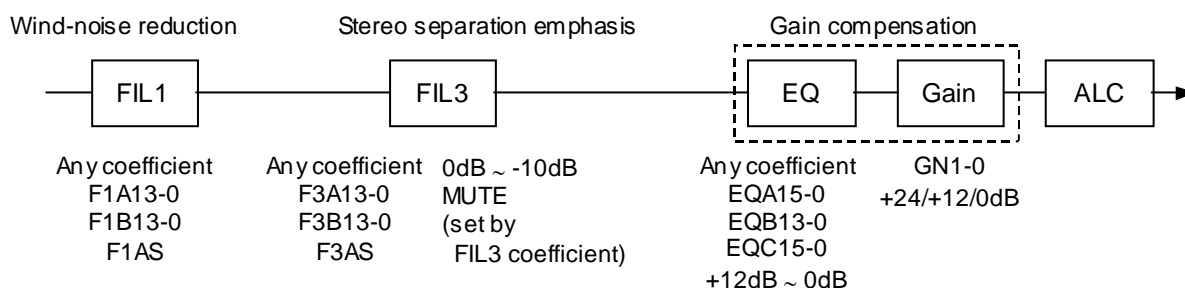 Wind-noise reduction
Stereo separation emphasis
Gain compensation
FIL1
FIL3
EQ
Gain
ALC
Any coefficient
F1A13-0
F1B13-0
F1AS
Any coefficient
F3A13-0
F3B13-0
F3AS
0dB ~ -10dB
MUTE
(set by
FIL3 coefficient)
Any coefficient
EQA15-0
EQB13-0
EQC15-0
+12dB ~ 0dB
GN1-0
+24/+12/0dB